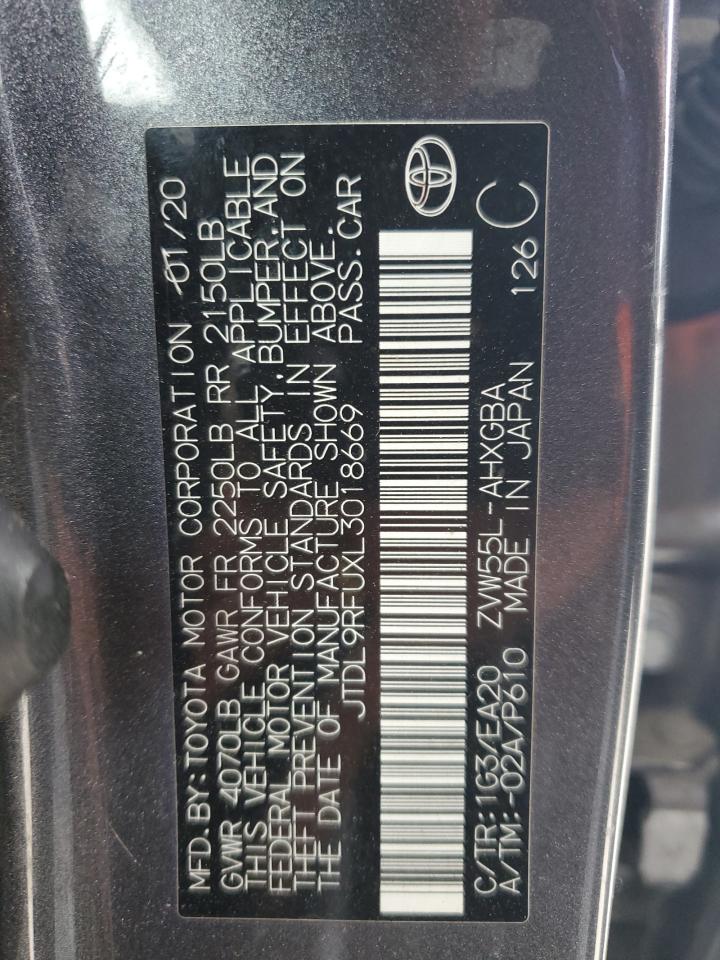 MFD.BY:TOYOTA MOTOR CORPORATION 01/20
GVWR 4070LB GAWR FR 2250LB RR 2150LB
THIS VEHICLE CONFORMS TO ALL APPLICABLE
FEDERAL MOTOR VEHICLE SAFETY,BUMPER,AND
THEFT PREVENTION STANDARDS IN EFFECT ON
THE DATE OF MANUFACTURE SHOWN ABOVE.
JTDL9RFUXL3018669 PASS.CAR
C/TR:1G3/EA20 ZVW55L-AHXGBA 126
A/TM:-02A/P610 MADE IN JAPAN C